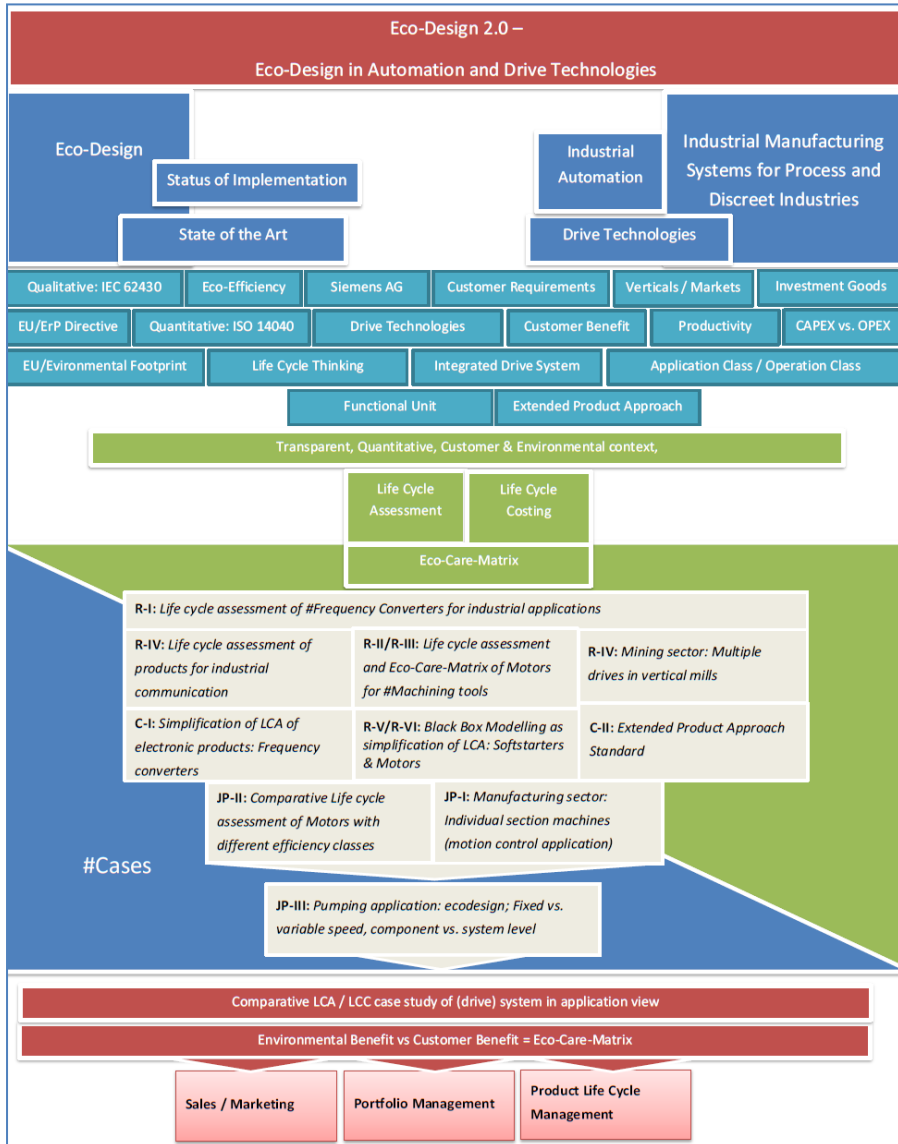 Eco-Design 2.0 –
Eco-Design in Automation and Drive Technologies
Eco-Design
Status of Implementation
State of the Art
Industrial
Automation
Drive Technologies
Industrial Manufacturing
Systems for Process and
Discreet Industries
Qualitative: IEC 62430
Eco-Efficiency
Siemens AG
Customer Requirements
Verticals / Markets
Investment Goods
EU/ErP Directive
Quantitative: ISO 14040
Drive Technologies
Customer Benefit
Productivity
CAPEX vs. OPEX
EU/Evironmental Footprint
Life Cycle Thinking
Integrated Drive System
Application Class / Operation Class
Functional Unit
Extended Product Approach
Transparent, Quantitative, Customer & Environmental context,
Life Cycle
Assessment
Life Cycle
Costing
Eco-Care-Matrix
R-I: Life cycle assessment of #Frequency Converters for industrial applications
R-IV: Life cycle assessment of
products for industrial
communication
R-II/R-III: Life cycle assessment
and Eco-Care-Matrix of Motors
for #Machining tools
R-IV: Mining sector: Multiple
drives in vertical mills
C-I: Simplification of LCA of
electronic products: Frequency
converters
R-V/R-VI: Black Box Modelling as
simplification of LCA: Softstarters
& Motors
C-II: Extended Product Approach
Standard
JP-II: Comparative Life cycle
assessment of Motors with
different efficiency classes
JP-I: Manufacturing sector:
Individual section machines
(motion control application)
#Cases
JP-III: Pumping application: ecodesign; Fixed vs.
variable speed, component vs. system level
Comparative LCA / LCC case study of (drive) system in application view
Environmental Benefit vs Customer Benefit = Eco-Care-Matrix
Sales / Marketing
Portfolio Management
Product Life Cycle
Management